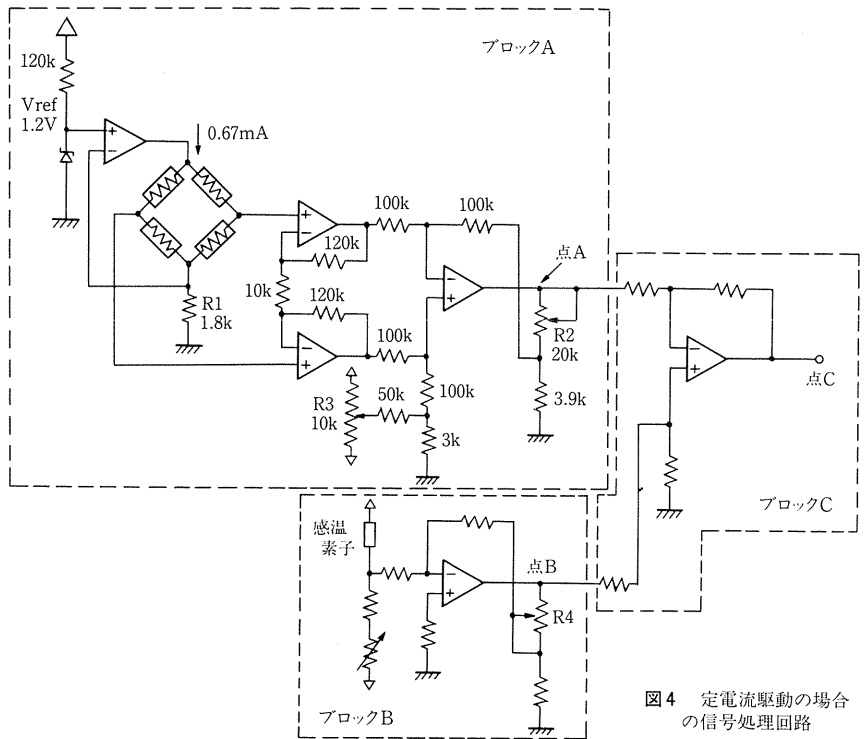 ブロックA
120k
Vref
1.2V
+
−
0.67mA
R1
1.8k
+
−
120k
10k
120k
−
+
100k
100k
100k
−
+
100k
R3
10k
50k
3k
点A
R2
20k
3.9k
−
+
点C
ブロックC
感温
素子
−
+
点B
R4
ブロックB
図4 定電流駆動の場合
の信号処理回路